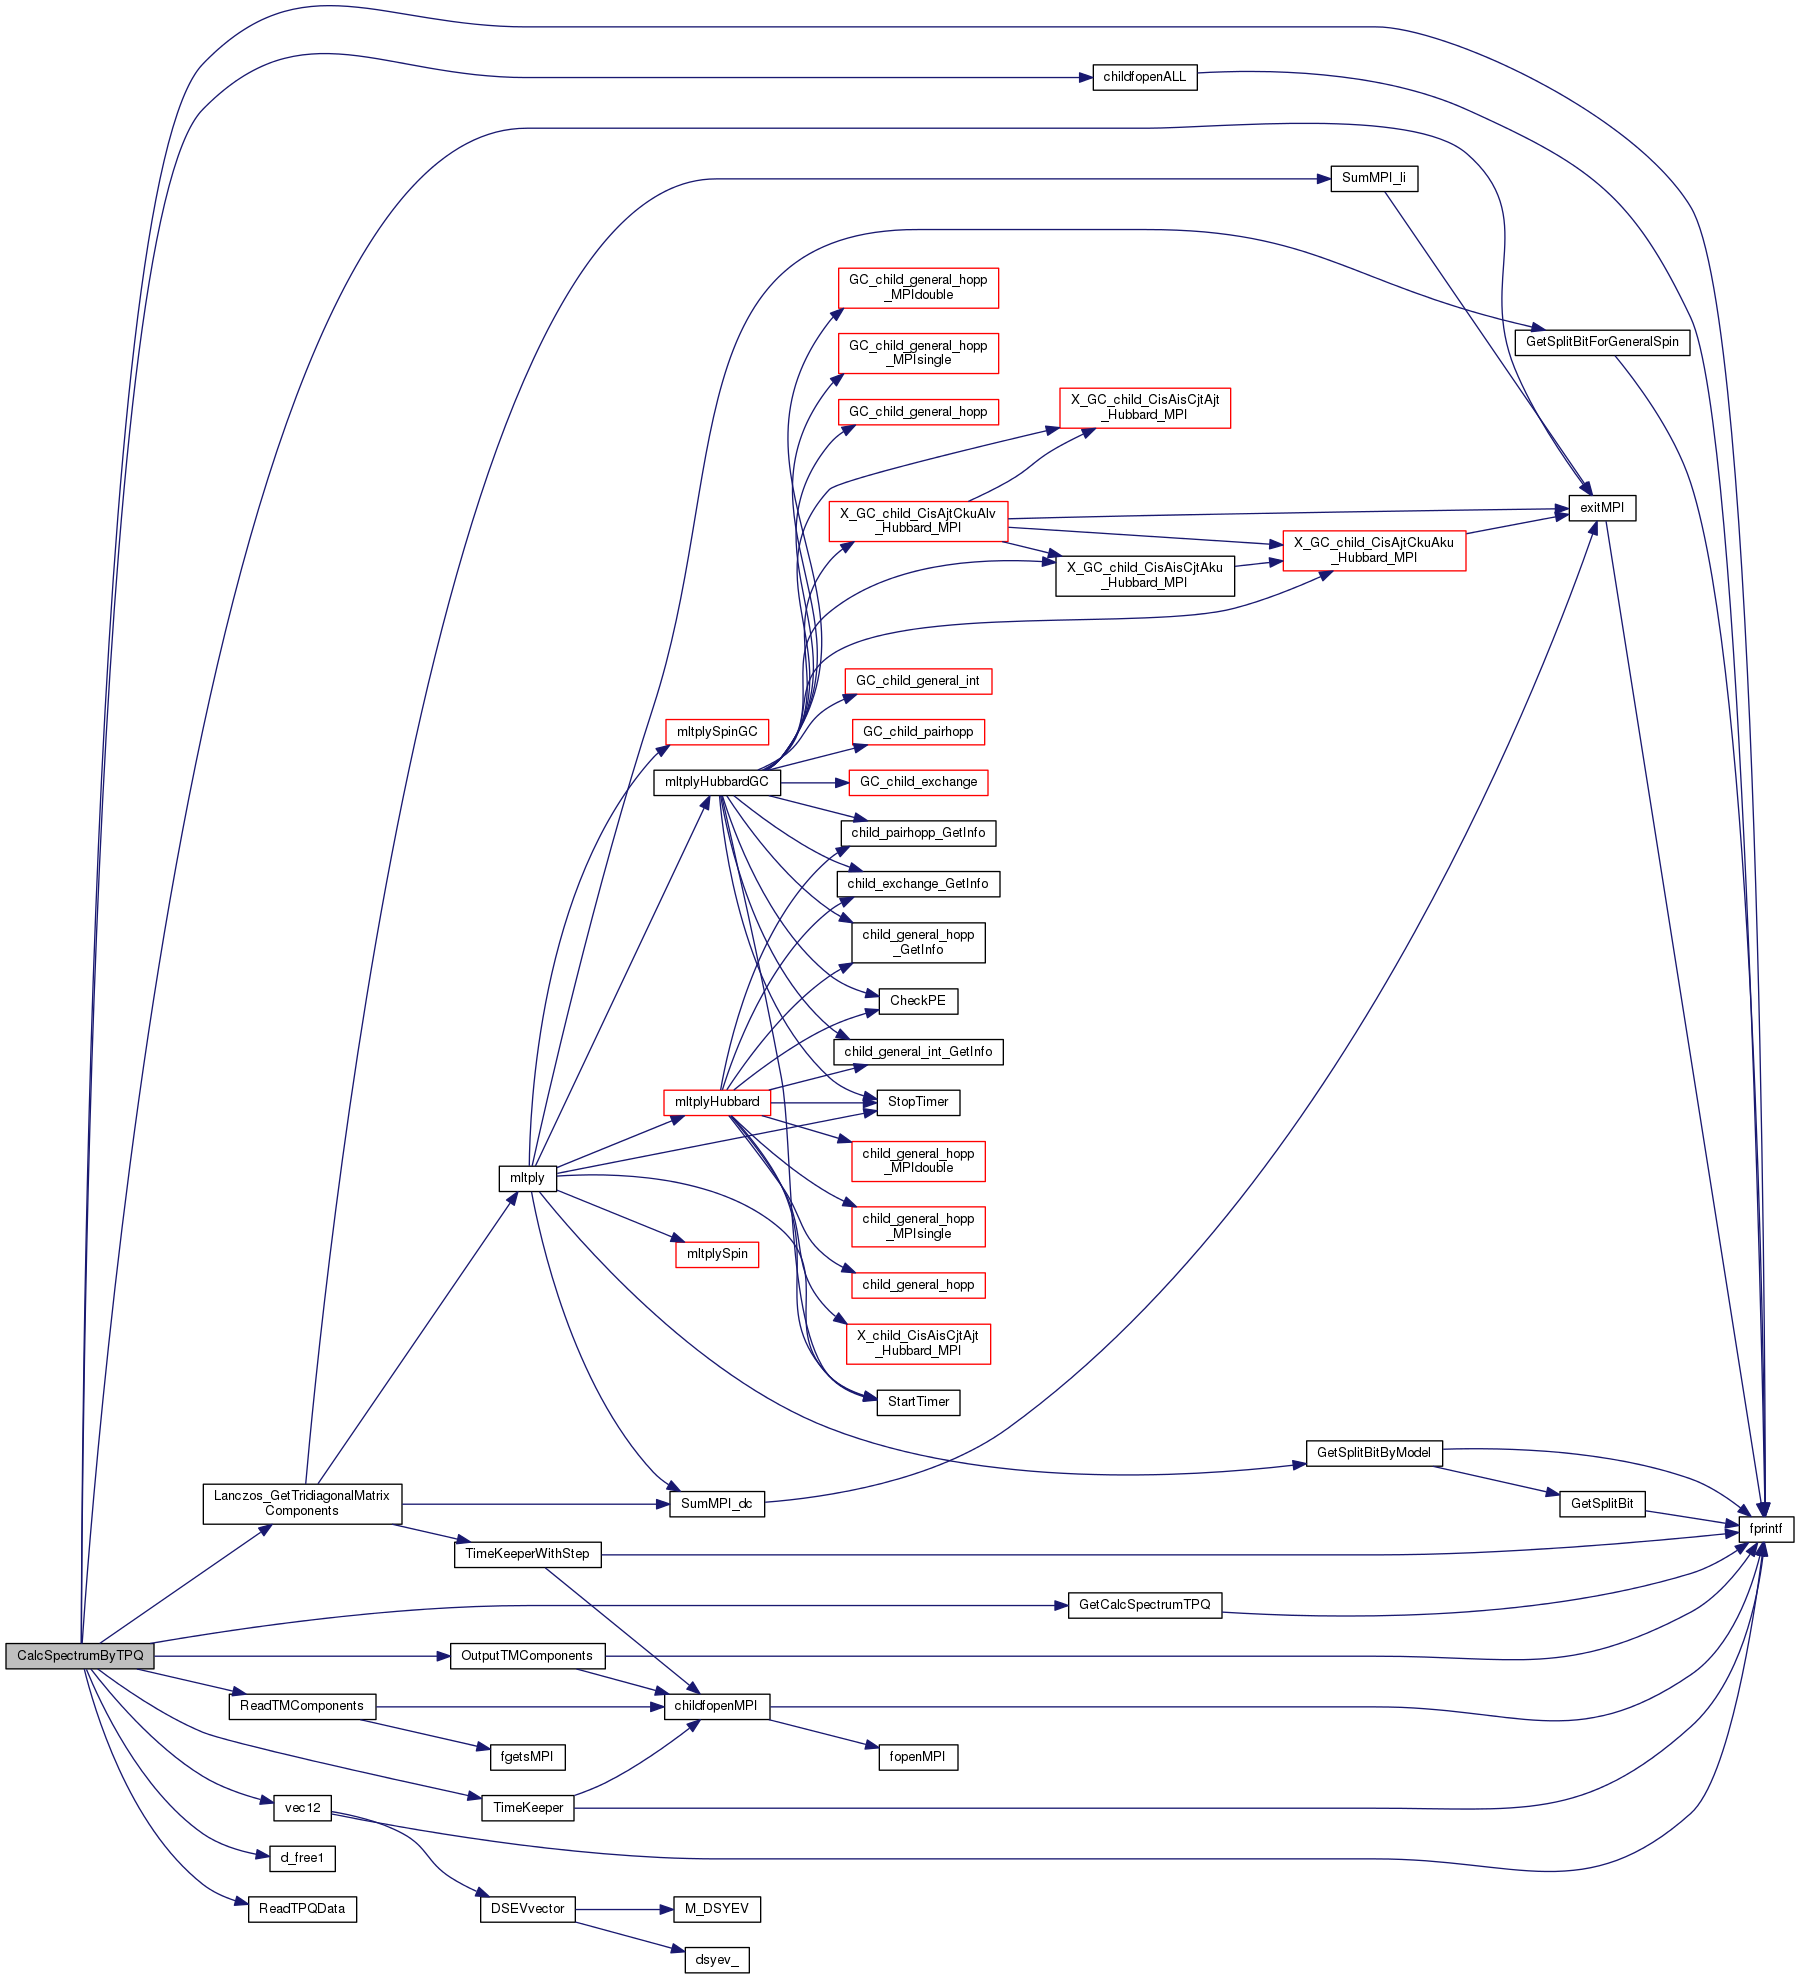 childfopenALL
SumMPI_li
GC_child_general_hopp
_MPIdouble
GetSplitBitForGeneralSpin
GC_child_general_hopp
_MPIsingle
GC_child_general_hopp
X_GC_child_CisAisCjtAjt
_Hubbard_MPI
X_GC_child_CisAjtCkuAlv
_Hubbard_MPI
exitMPI
X_GC_child_CisAjtCkuAku
_Hubbard_MPI
X_GC_child_CisAisCjtAku
_Hubbard_MPI
GC_child_general_int
mltplySpinGC
GC_child_pairhopp
mltplyHubbardGC
GC_child_exchange
child_pairhopp_GetInfo
child_exchange_GetInfo
child_general_hopp
_GetInfo
CheckPE
child_general_int_GetInfo
mltplyHubbard
StopTimer
child_general_hopp
_MPIdouble
mltply
child_general_hopp
_MPIsingle
mltplySpin
child_general_hopp
X_child_CisAisCjtAjt
_Hubbard_MPI
StartTimer
GetSplitBitByModel
Lanczos_GetTridiagonalMatrix
Components
SumMPI_dc
GetSplitBit
fprintf
TimeKeeperWithStep
GetCalcSpectrumTPQ
CalcSpectrumByTPQ
OutputTMComponents
ReadTMComponents
childfopenMPI
fgetsMPI
fopenMPI
vec12
TimeKeeper
d_free1
ReadTPQData
DSEVvector
M_DSYEV
dsyev_